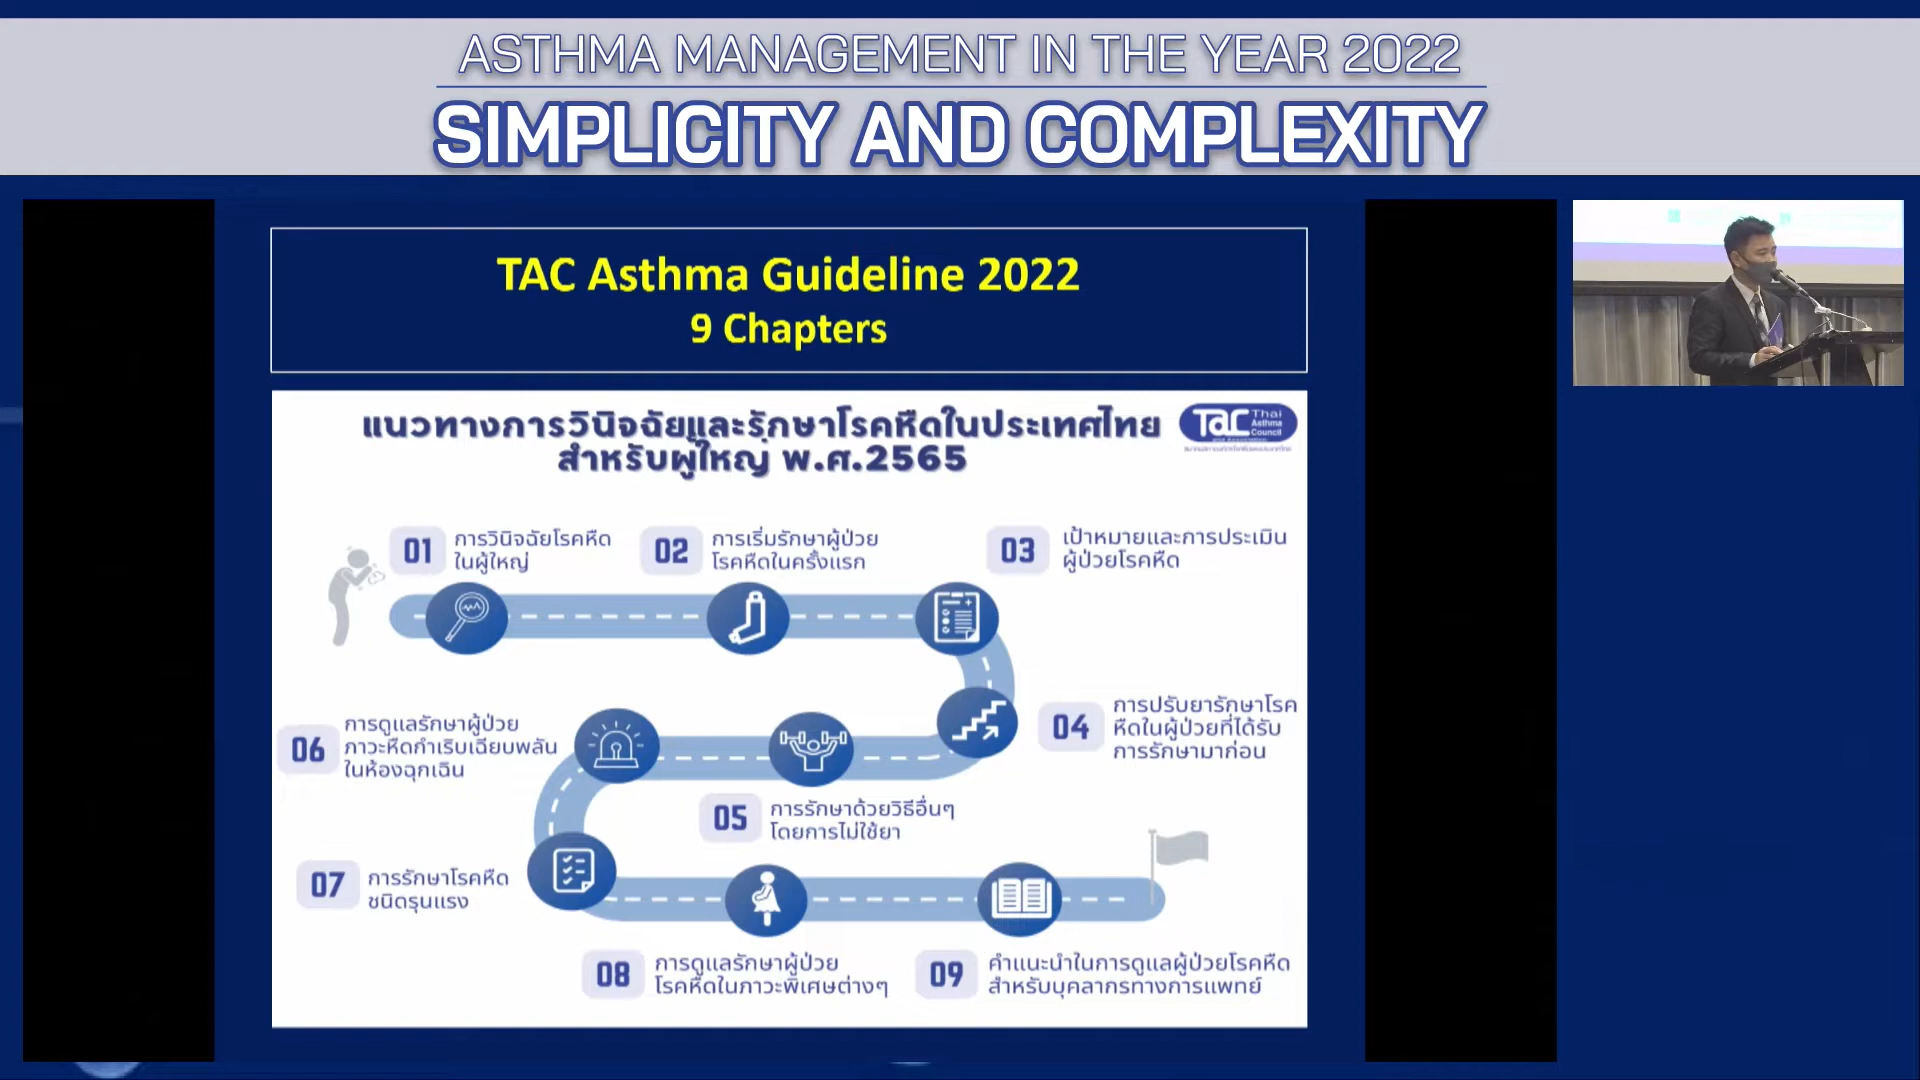 ASTHMA MANAGEMENT IN THE YEAR 2022
SIMPLICITY AND COMPLEXITY
TAC Asthma Guideline 2022
9 Chapters
แนวทางการวินิจฉัยและรักษาโรคหืดในประเทศไทย
สำหรับผู้ใหญ่ พ.ศ.2565
TAC Thai
Asthma
Council
01
การวินิจฉัยโรคหืด
ในผู้ใหญ่
02
การเริ่มรักษาผู้ป่วย
โรคหืดในครั้งแรก
03
เป้าหมายและการประเมิน
ผู้ป่วยโรคหืด
04
การปรับยารักษาโรค
หืดในผู้ป่วยที่ได้รับ
การรักษามาก่อน
05
การรักษาด้วยวิธีอื่นๆ
โดยการไม่ใช้ยา
06
การดูแลรักษาผู้ป่วย
ภาวะหืดกำเริบเฉียบพลัน
ในห้องฉุกเฉิน
07
การรักษาโรคหืด
ชนิดรุนแรง
08
การดูแลรักษาผู้ป่วย
โรคหืดในภาวะพิเศษต่างๆ
09
คำแนะนำในการดูแลผู้ป่วยโรคหืด
สำหรับบุคลากรทางการแพทย์